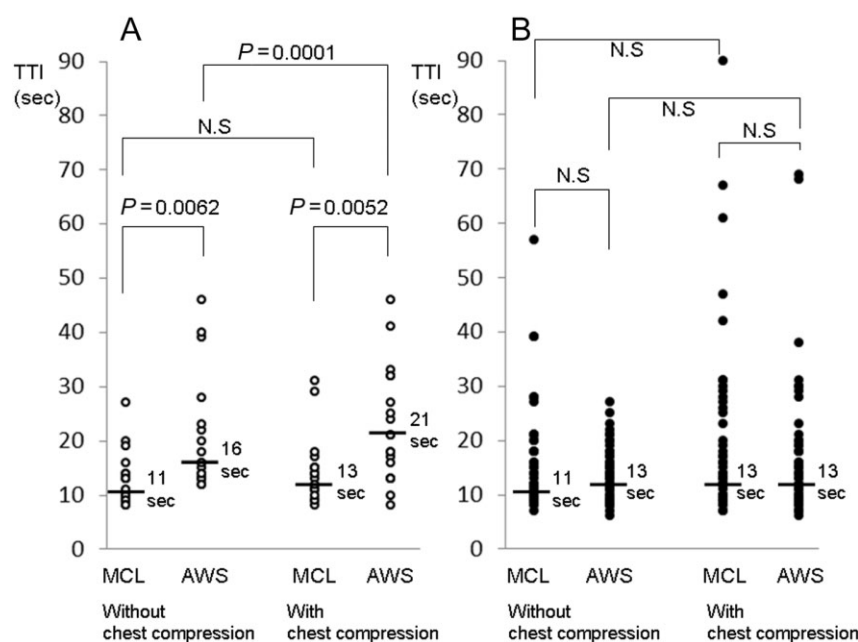 A
B
TTI
(sec)
90
80
70
60
50
40
30
20
10
0
P = 0.0001
N.S
P = 0.0062
P = 0.0052
11
sec
16
sec
13
sec
21
sec
MCL
AWS
MCL
AWS
Without
chest compression
With
chest compression
TTI
(sec)
90
80
70
60
50
40
30
20
10
0
N.S
N.S
N.S
N.S
11
sec
13
sec
13
sec
13
sec
MCL
AWS
MCL
AWS
Without
chest compression
With
chest compression